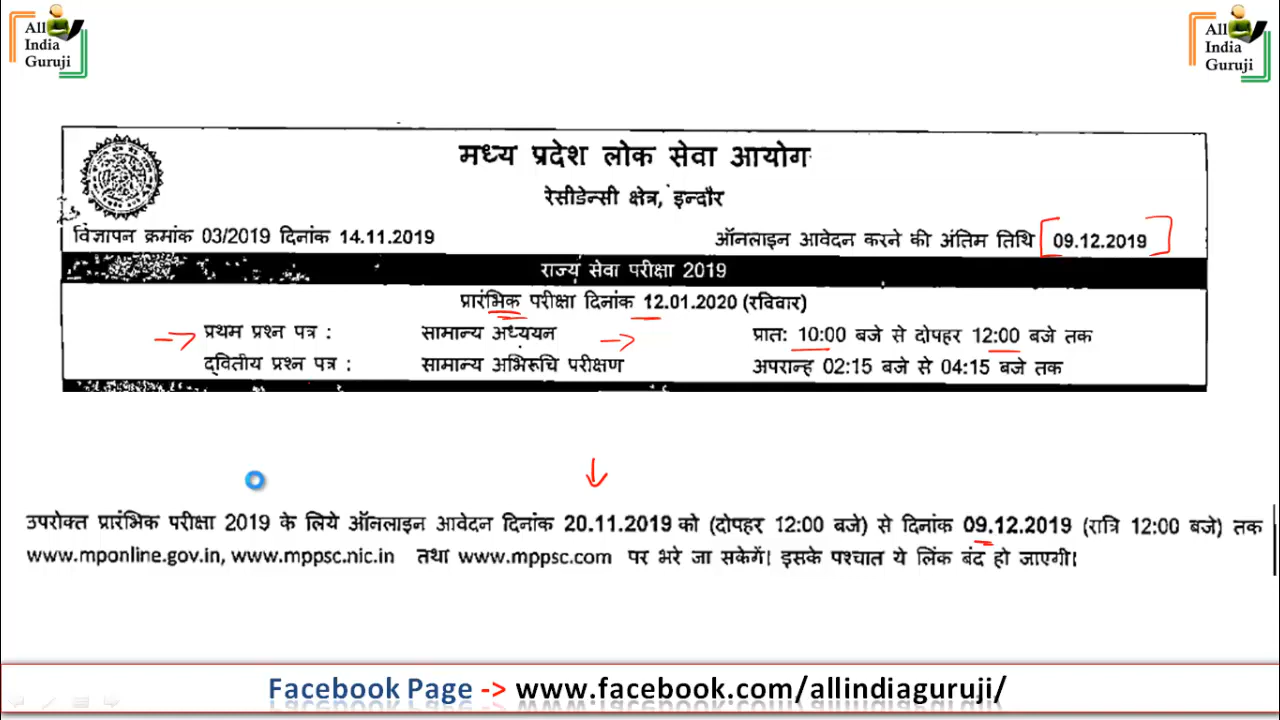 All
India
Guruji
All
India
Guruji
मध्य प्रदेश लोक सेवा आयोग
रेसीडेन्सी क्षेत्र, इन्दौर
विज्ञापन क्रमांक 03/2019 दिनांक 14.11.2019 ऑनलाइन आवेदन करने की अंतिम तिथि 09.12.2019
राज्य सेवा परीक्षा 2019
प्रारंभिक परीक्षा दिनांक 12.01.2020 (रविवार)
प्रथम प्रश्न पत्र : सामान्य अध्ययन प्रातः 10:00 बजे से दोपहर 12:00 बजे तक
द्वितीय प्रश्न पत्र : सामान्य अभिरूचि परीक्षण अपरान्ह 02:15 बजे से 04:15 बजे तक
उपरोक्त प्रारंभिक परीक्षा 2019 के लिये ऑनलाइन आवेदन दिनांक 20.11.2019 को (दोपहर 12:00 बजे) से दिनांक 09.12.2019 (रात्रि 12:00 बजे) तक
www.mponline.gov.in, www.mppsc.nic.in तथा www.mppsc.com पर भरे जा सकेगें। इसके पश्चात ये लिंक बंद हो जाएगी।
Facebook Page -> www.facebook.com/allindiaguruji/